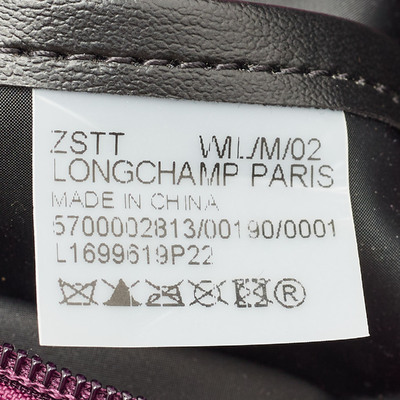 ZSTT WL/M/02
LONGCHAMP PARIS
MADE IN CHINA
5700002813/00190/0001
L1699619P22
®